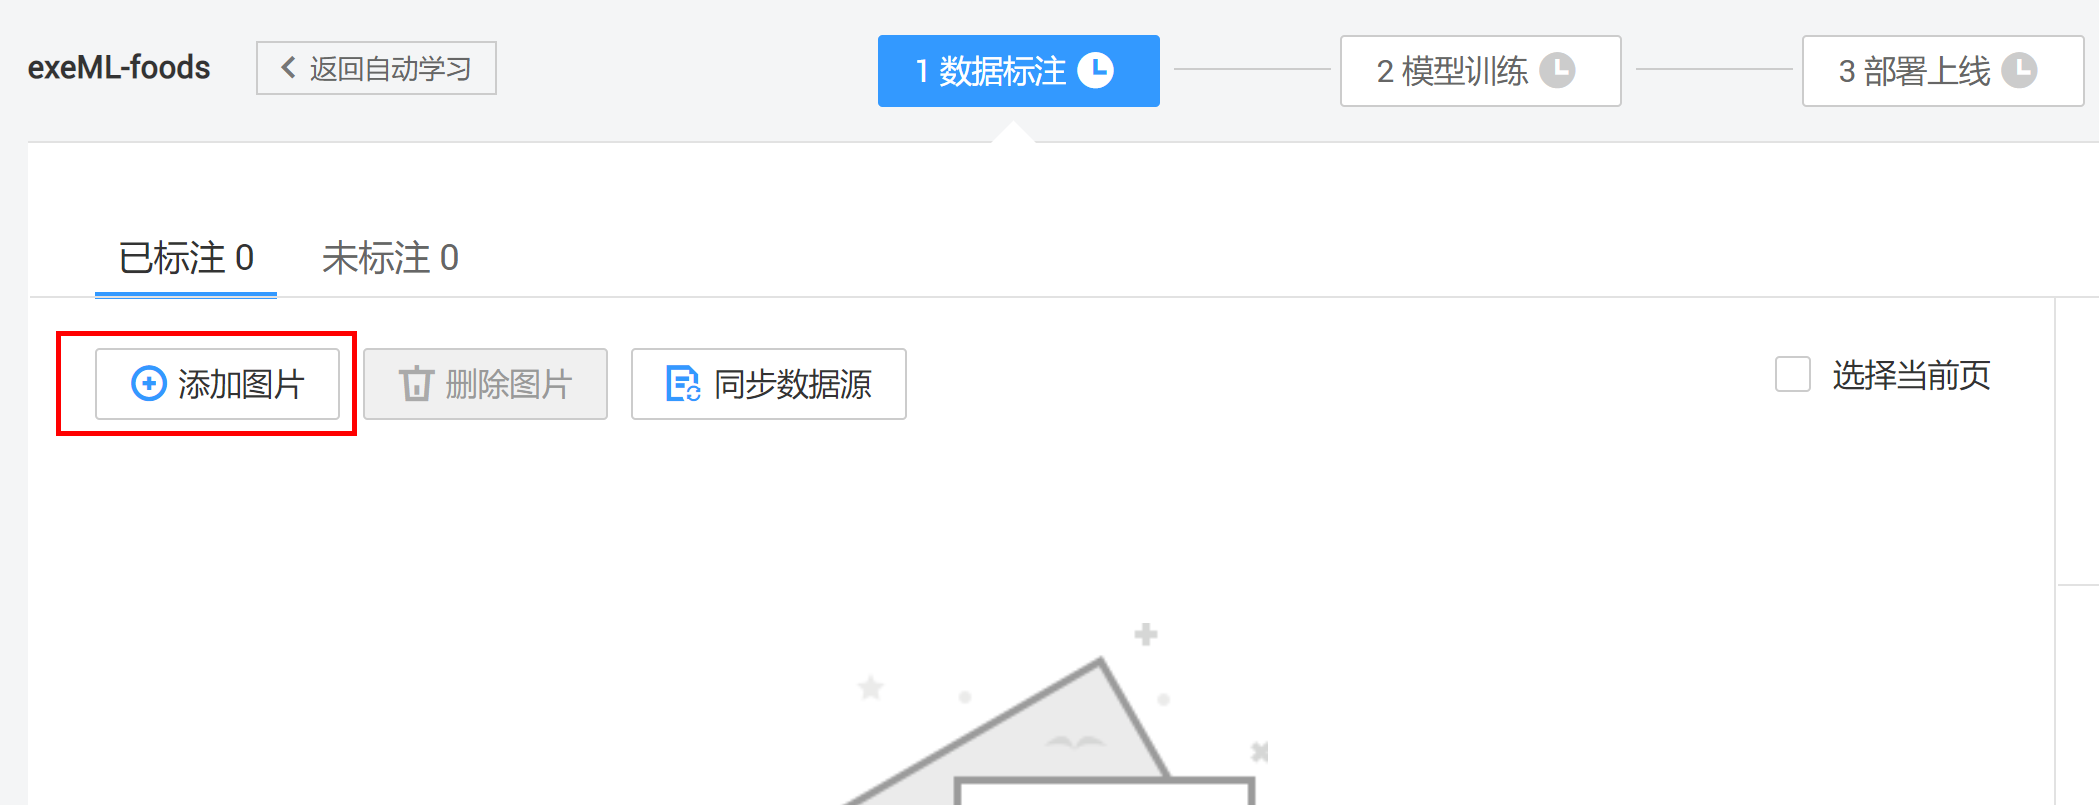 exeML-foods
返回自动学习
1 数据标注
2 模型训练
3 部署上线
已标注 0
未标注 0
添加图片
删除图片
同步数据源
选择当前页